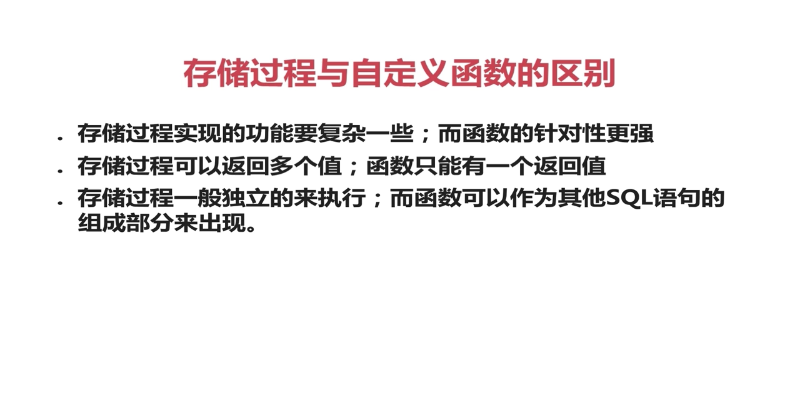 存储过程与自定义函数的区别
. 存储过程实现的功能要复杂一些；而函数的针对性更强
. 存储过程可以返回多个值；函数只能有一个返回值
. 存储过程一般独立的来执行；而函数可以作为其他SQL语句的
组成部分来出现。